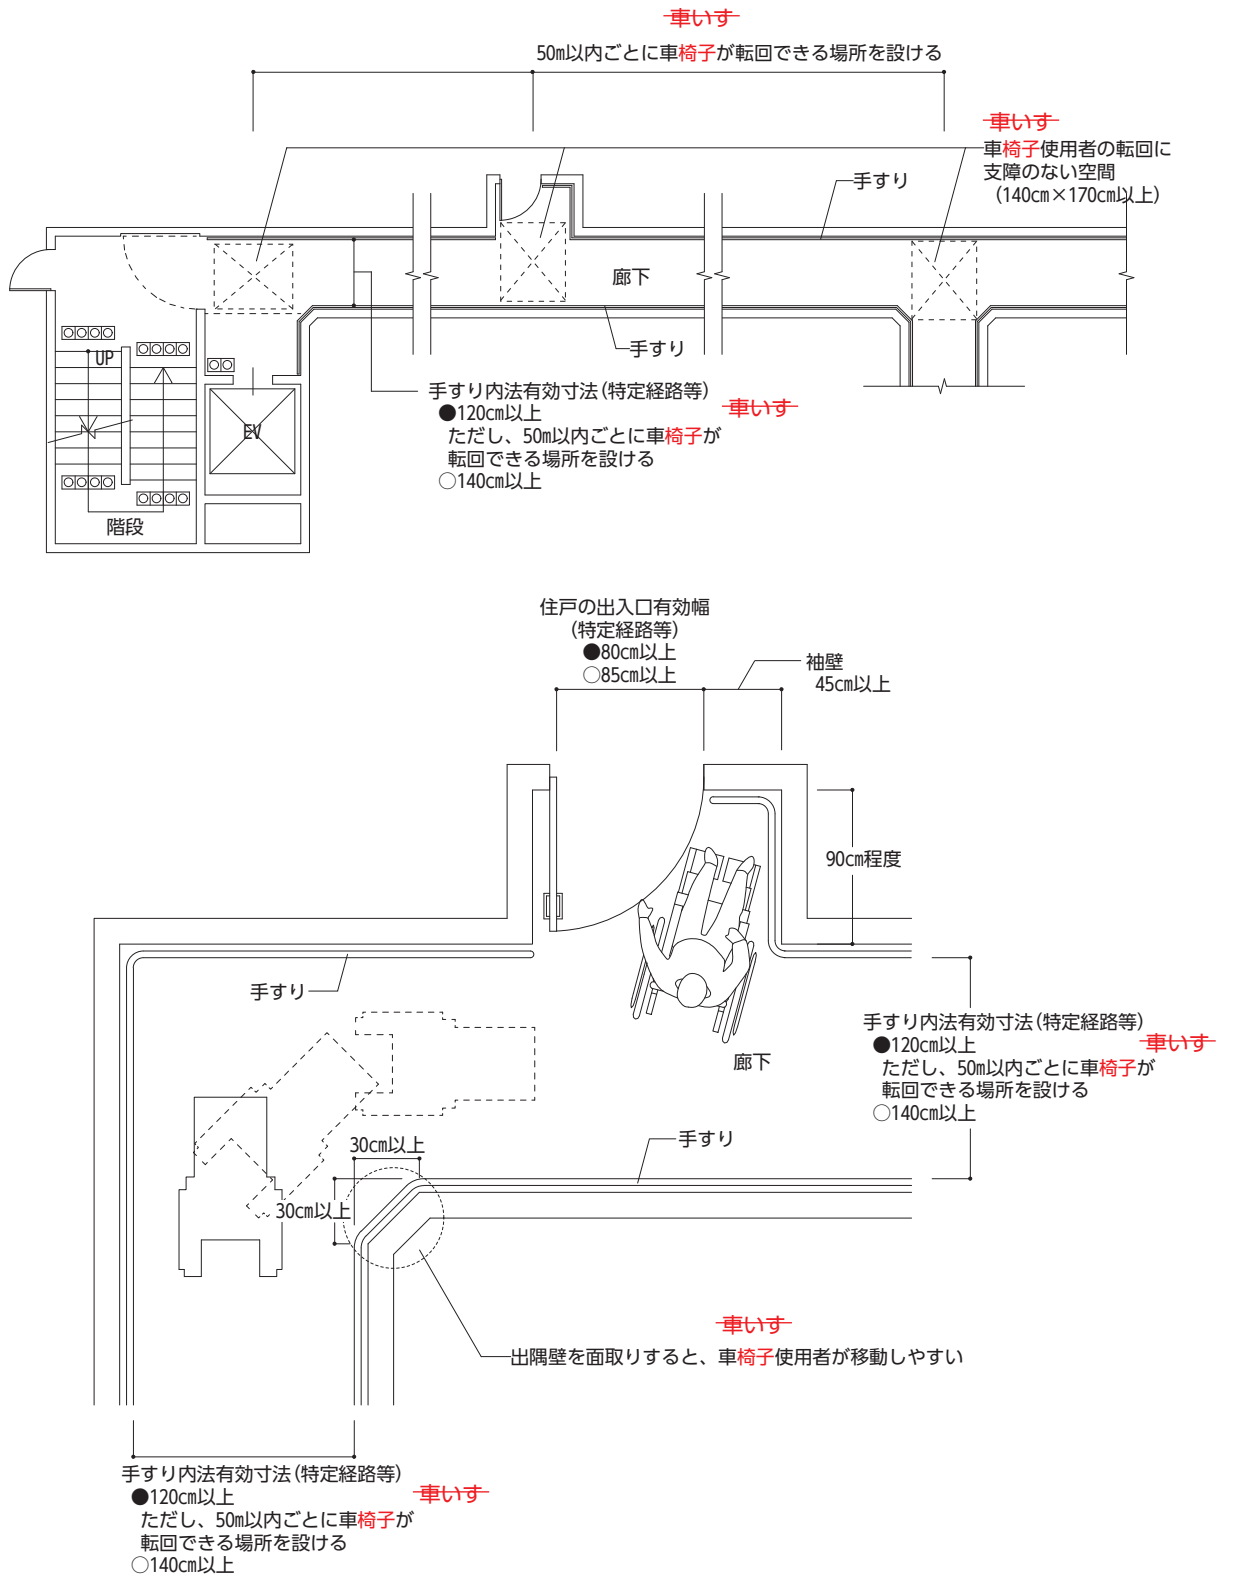 車いす
50m以内ごとに車椅子が転回できる場所を設ける
車いす
車椅子使用者の転回に
支障のない空間
(140cm×170cm以上)
手すり
廊下
手すり
UP
EV
階段
手すり内法有効寸法(特定経路等)
●120cm以上
車いす
ただし、50m以内ごとに車椅子が
転回できる場所を設ける
○140cm以上
住戸の出入口有効幅
(特定経路等)
●80cm以上
○85cm以上
袖壁
45cm以上
90cm程度
手すり
廊下
手すり内法有効寸法(特定経路等)
●120cm以上
車いす
ただし、50m以内ごとに車椅子が
転回できる場所を設ける
○140cm以上
手すり
30cm以上
30cm以上
車いす
出隅壁を面取りすると、車椅子使用者が移動しやすい
手すり内法有効寸法(特定経路等)
●120cm以上
車いす
ただし、50m以内ごとに車椅子が
転回できる場所を設ける
○140cm以上